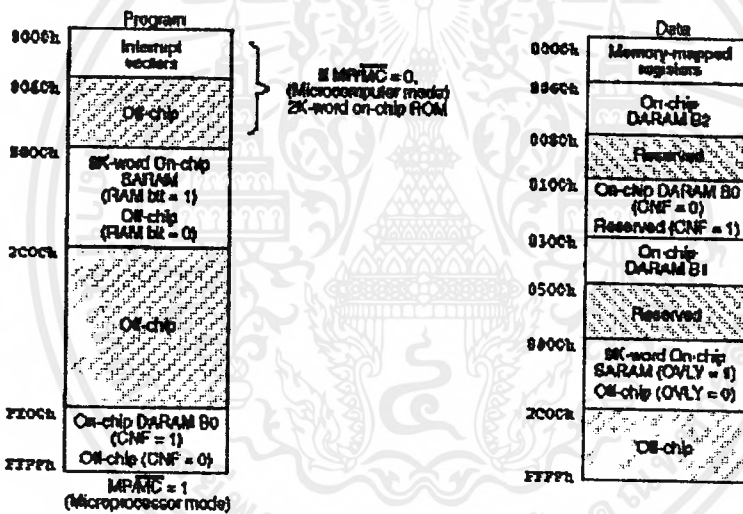 Program
0000h
Interrupt
vectors
0040h
Off-chip
0800h
9K-word On-chip
SARAM
(RAM bit = 1)
Off-chip
(RAM bit = 0)
2C00h
Off-chip
FE00h
On-chip DARAM B0
(CNF = 1)
Off-chip (CNF = 0)
FFFFh
MP/M̅C̅ = 1
(Microprocessor mode)
If MP/M̅C̅ = 0,
(Microcomputer mode)
2K-word on-chip ROM
Data
0000h
Memory-mapped
registers
0060h
On-chip
DARAM B2
0080h
Reserved
0100h
On-chip DARAM B0
(CNF = 0)
Reserved (CNF = 1)
0300h
On-chip
DARAM B1
0500h
Reserved
0800h
9K-word On-chip
SARAM (OVLY = 1)
Off-chip (OVLY = 0)
2C00h
Off-chip
FFFFh